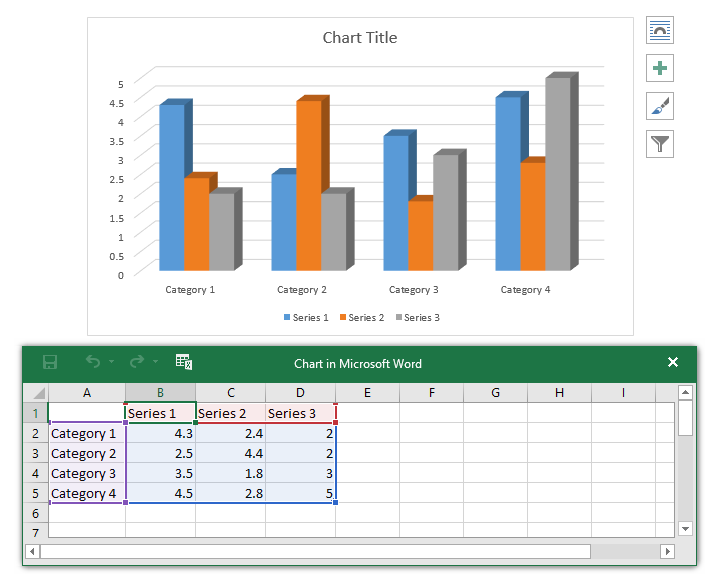 Chart Title
5
4.5
4
3.5
3
2.5
2
1.5
1
0.5
0
Category 1 Category 2 Category 3 Category 4
Series 1 Series 2 Series 3
Chart in Microsoft Word
A B C D E F G H I
1 Series 1 Series 2 Series 3
2 Category 1 4.3 2.4 2
3 Category 2 2.5 4.4 2
4 Category 3 3.5 1.8 3
5 Category 4 4.5 2.8 5
6
7